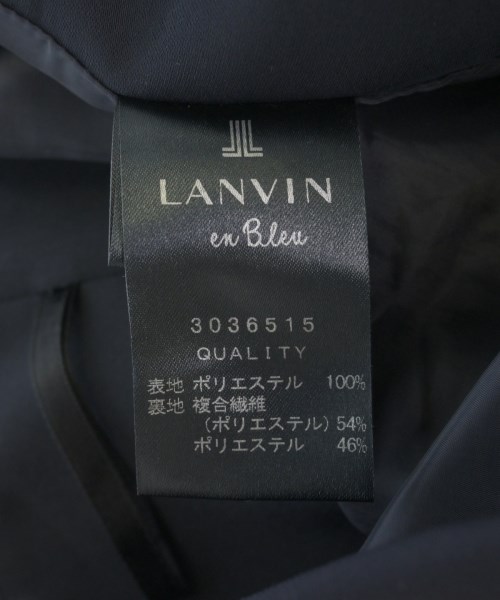 LANVIN
en Bleu
3036515
QUALITY
表地 ポリエステル 100%
裏地 複合繊維
(ポリエステル) 54%
ポリエステル 46%